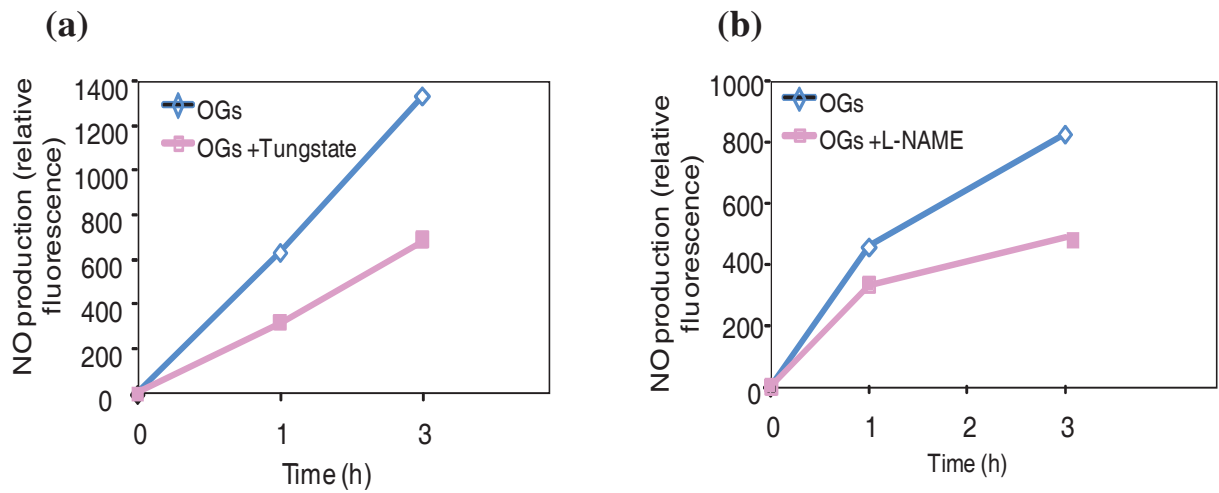 (a)
NO production (relative
fluorescence)
1400
1200
1000
800
600
400
200
0
OGs
OGs +Tungstate
0 1 3
Time (h)
(b)
NO production (relative
fluorescence)
1000
800
600
400
200
0
OGs
OGs +L-NAME
0 1 2 3
Time (h)